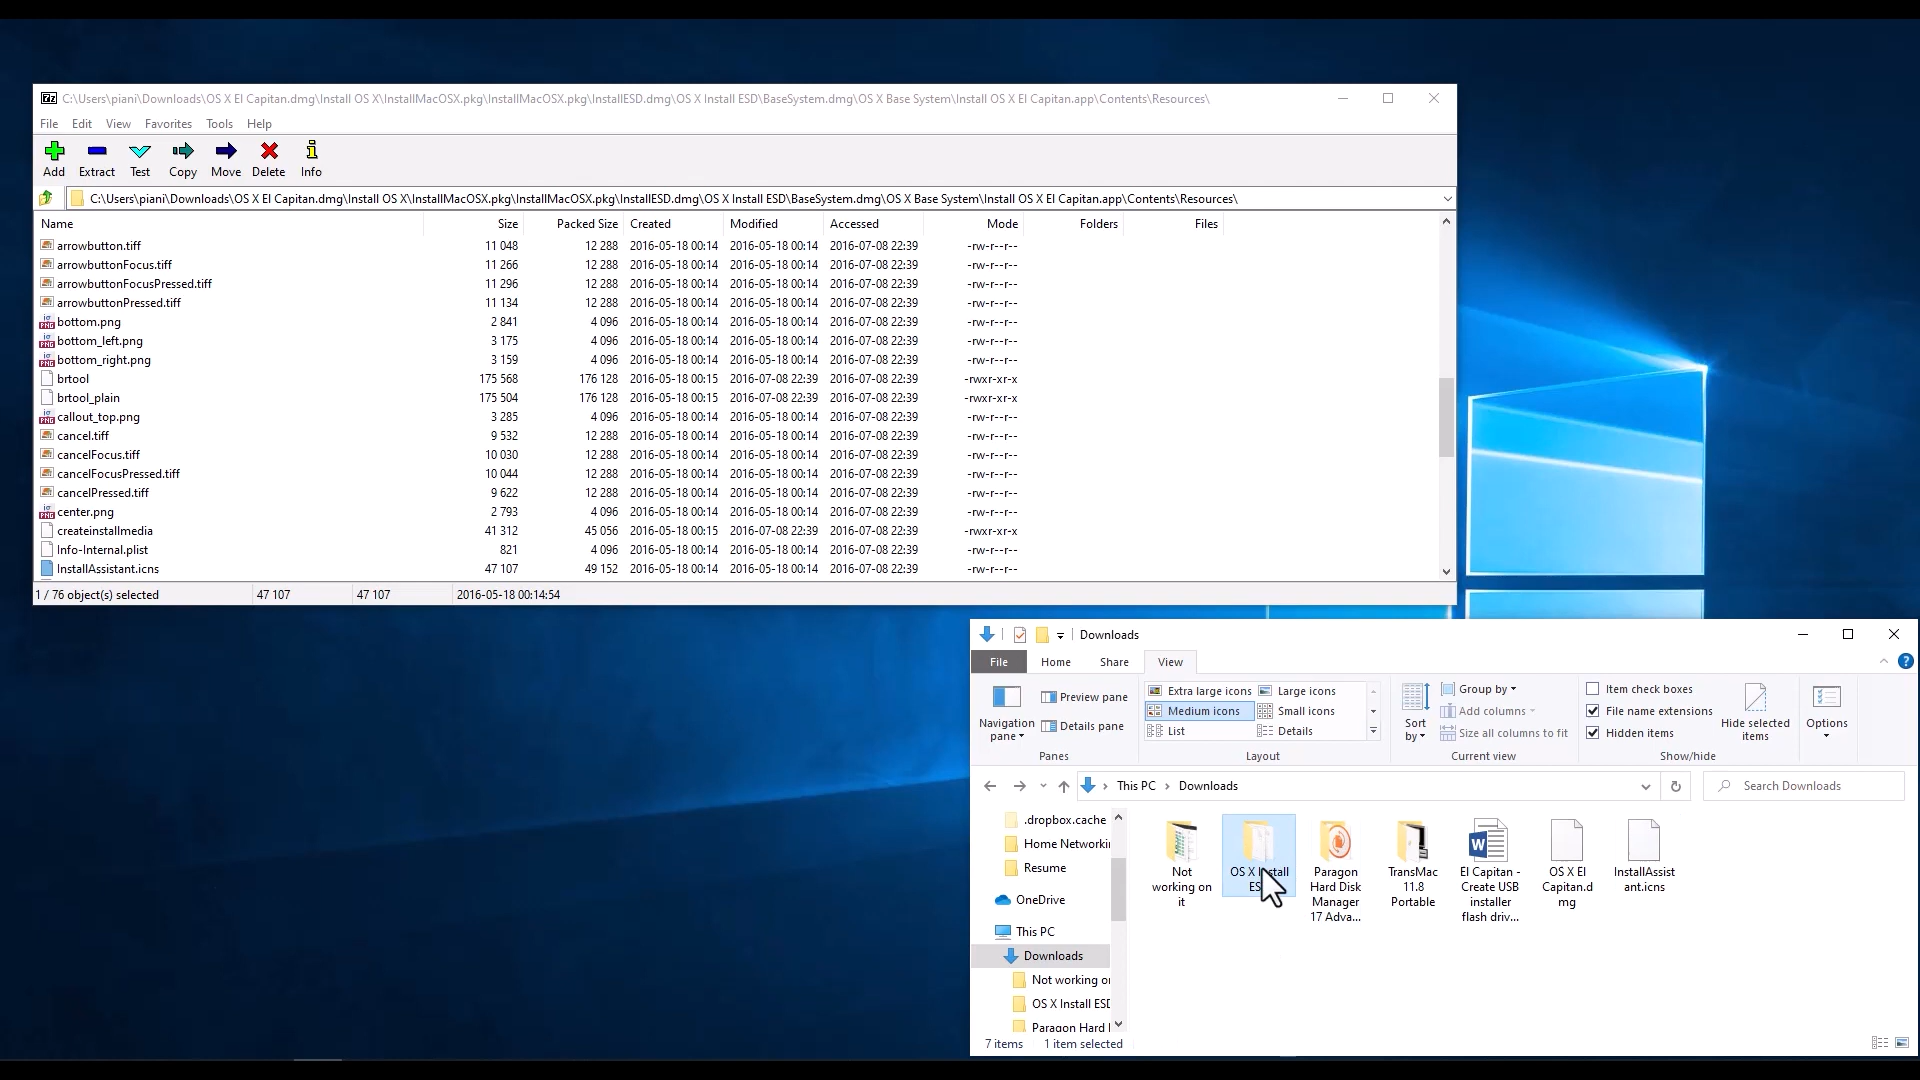 C:\Users\piani\Downloads\OS X El Capitan.dmg\Install OS X\InstallMacOSX.pkg\InstallMacOSX.pkg\InstallESD.dmg\OS X Install ESD\BaseSystem.dmg\OS X Base System\Install OS X El Capitan.app\Contents\Resources\
File Edit View Favorites Tools Help
Add Extract Test Copy Move Delete Info
C:\Users\piani\Downloads\OS X El Capitan.dmg\Install OS X\InstallMacOSX.pkg\InstallMacOSX.pkg\InstallESD.dmg\OS X Install ESD\BaseSystem.dmg\OS X Base System\Install OS X El Capitan.app\Contents\Resources\
Name Size Packed Size Created Modified Accessed Mode Folders Files
arrowbutton.tiff 11 048 12 288 2016-05-18 00:14 2016-05-18 00:14 2016-07-08 22:39 -rw-r--r--
arrowbuttonFocus.tiff 11 266 12 288 2016-05-18 00:14 2016-05-18 00:14 2016-07-08 22:39 -rw-r--r--
arrowbuttonFocusPressed.tiff 11 296 12 288 2016-05-18 00:14 2016-05-18 00:14 2016-07-08 22:39 -rw-r--r--
arrowbuttonPressed.tiff 11 134 12 288 2016-05-18 00:14 2016-05-18 00:14 2016-07-08 22:39 -rw-r--r--
bottom.png 2 841 4 096 2016-05-18 00:14 2016-05-18 00:14 2016-07-08 22:39 -rw-r--r--
bottom_left.png 3 175 4 096 2016-05-18 00:14 2016-05-18 00:14 2016-07-08 22:39 -rw-r--r--
bottom_right.png 3 159 4 096 2016-05-18 00:14 2016-05-18 00:14 2016-07-08 22:39 -rw-r--r--
brtool 175 568 176 128 2016-05-18 00:15 2016-07-08 22:39 2016-07-08 22:39 -rwxr-xr-x
brtool_plain 175 504 176 128 2016-05-18 00:15 2016-07-08 22:39 2016-07-08 22:39 -rwxr-xr-x
callout_top.png 3 285 4 096 2016-05-18 00:14 2016-05-18 00:14 2016-07-08 22:39 -rw-r--r--
cancel.tiff 9 532 12 288 2016-05-18 00:14 2016-05-18 00:14 2016-07-08 22:39 -rw-r--r--
cancelFocus.tiff 10 030 12 288 2016-05-18 00:14 2016-05-18 00:14 2016-07-08 22:39 -rw-r--r--
cancelFocusPressed.tiff 10 044 12 288 2016-05-18 00:14 2016-05-18 00:14 2016-07-08 22:39 -rw-r--r--
cancelPressed.tiff 9 622 12 288 2016-05-18 00:14 2016-05-18 00:14 2016-07-08 22:39 -rw-r--r--
center.png 2 793 4 096 2016-05-18 00:14 2016-05-18 00:14 2016-07-08 22:39 -rw-r--r--
createinstallmedia 41 312 45 056 2016-05-18 00:15 2016-07-08 22:39 2016-07-08 22:39 -rwxr-xr-x
Info-Internal.plist 821 4 096 2016-05-18 00:14 2016-05-18 00:14 2016-07-08 22:39 -rw-r--r--
InstallAssistant.icns 47 107 49 152 2016-05-18 00:14 2016-05-18 00:14 2016-07-08 22:39 -rw-r--r--
1 / 76 object(s) selected 47 107 47 107 2016-05-18 00:14:54
Downloads
File Home Share View
Navigation pane
Preview pane
Details pane
Panes
Extra large icons Large icons
Medium icons Small icons
List Details
Layout
Sort by
Group by
Add columns
Size all columns to fit
Current view
Item check boxes
File name extensions
Hidden items
Hide selected items
Show/hide
Options
This PC > Downloads
Search Downloads
.dropbox.cache
Home Networki
Resume
OneDrive
This PC
Downloads
Not working on
OS X Install ESD
Paragon Hard
Not
working on
it
OS X Install
Paragon
Hard Disk
Manager
17 Adva...
TransMac
11.8
Portable
El Capitan -
Create USB
installer
flash driv...
OS X El
Capitan.d
mg
InstallAssist
ant.icns
7 items 1 item selected